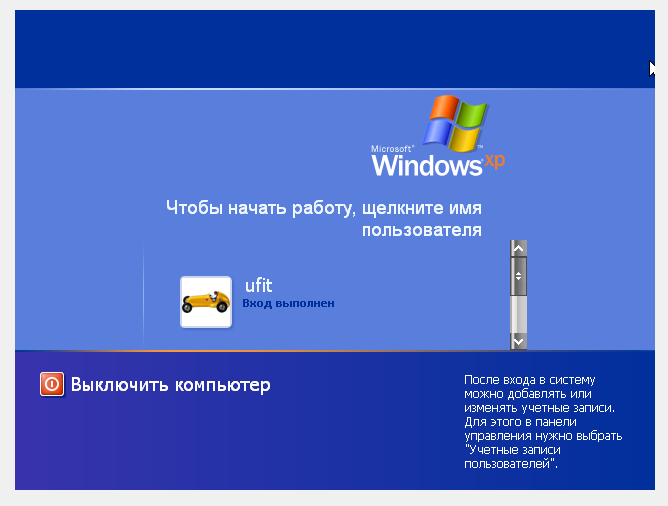 Microsoft®
Windows xp™
Чтобы начать работу, щелкните имя
пользователя
ufit
Вход выполнен
Выключить компьютер
После входа в систему
можно добавлять или
изменять учетные записи.
Для этого в панели
управления нужно выбрать
"Учетные записи
пользователей".